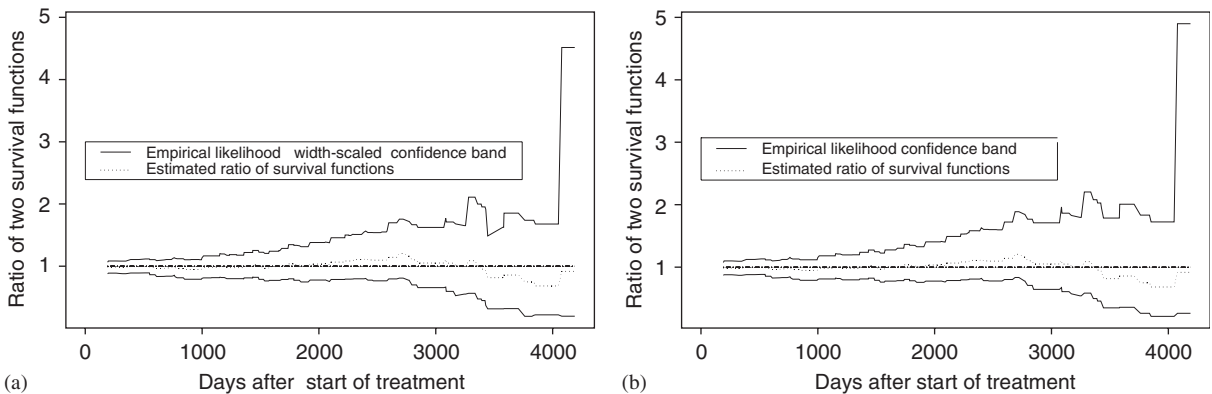 5
4
3
2
1
Ratio of two survival functions
Empirical likelihood width-scaled confidence band
Estimated ratio of survival functions
0 1000 2000 3000 4000
Days after start of treatment
(a)
5
4
3
2
1
Ratio of two survival functions
Empirical likelihood confidence band
Estimated ratio of survival functions
0 1000 2000 3000 4000
Days after start of treatment
(b)